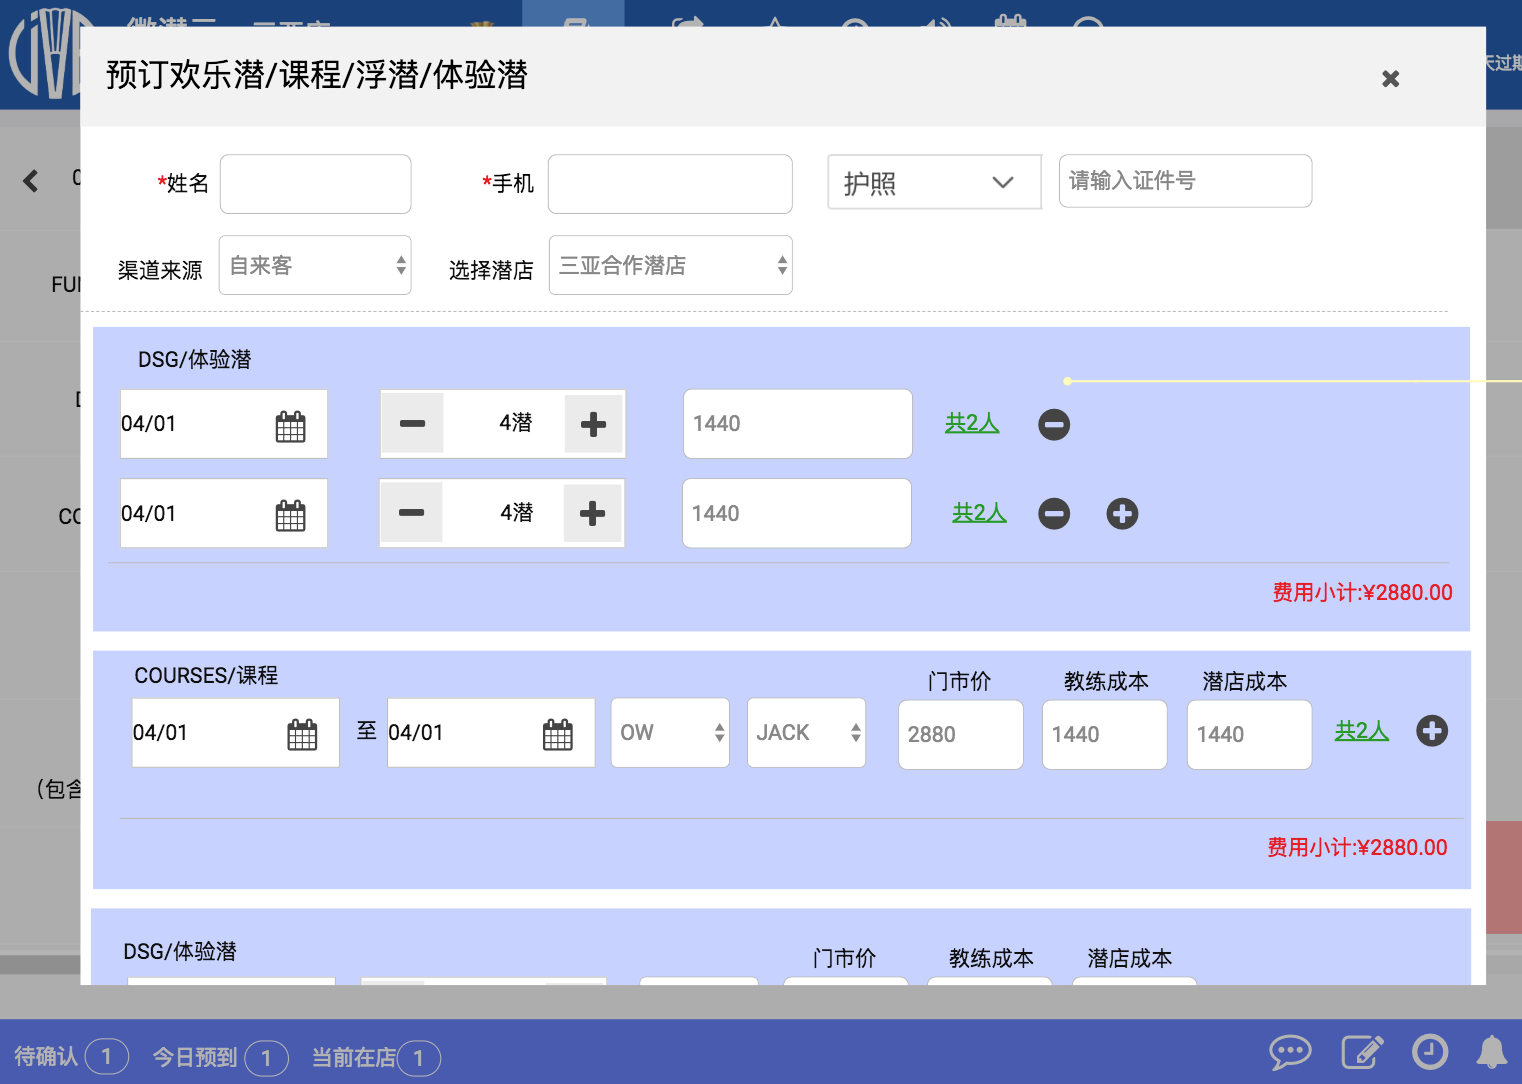 预订欢乐潜/课程/浮潜/体验潜
天过期
*姓名
*手机
护照
请输入证件号
渠道来源
自来客
选择潜店
三亚合作潜店
DSG/体验潜
04/01
4潜
1440
共2人
04/01
4潜
1440
共2人
费用小计:¥2880.00
COURSES/课程
门市价
教练成本
潜店成本
04/01
至
04/01
OW
JACK
2880
1440
1440
共2人
费用小计:¥2880.00
(包含
DSG/体验潜
门市价
教练成本
潜店成本
待确认 1
今日预到 1
当前在店 1